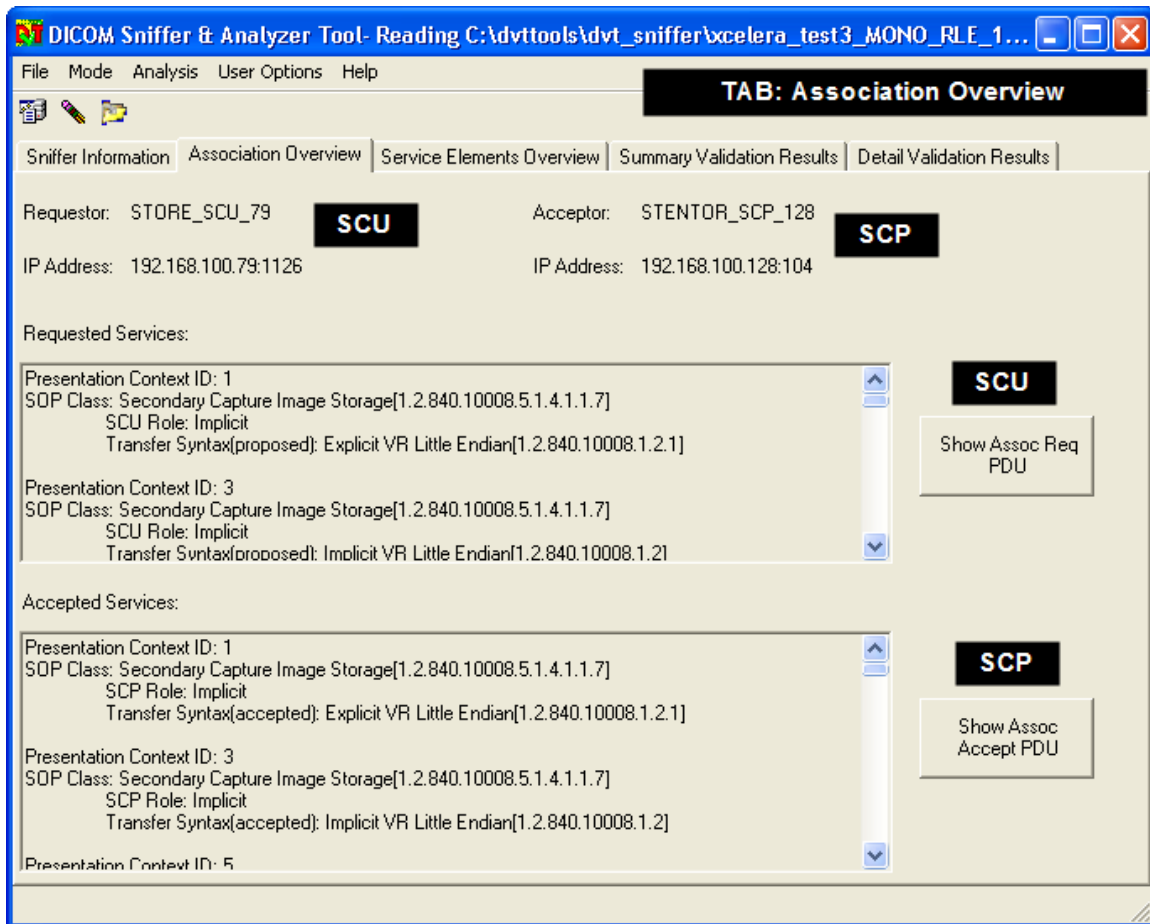 DICOM Sniffer & Analyzer Tool- Reading C:\dvttools\dvt_sniffer\xcelera_test3_MONO_RLE_1...
File Mode Analysis User Options Help
TAB: Association Overview
Sniffer Information Association Overview Service Elements Overview Summary Validation Results Detail Validation Results
Requestor: STORE_SCU_79 SCU Acceptor: STENTOR_SCP_128 SCP
IP Address: 192.168.100.79:1126 IP Address: 192.168.100.128:104
Requested Services:
Presentation Context ID: 1
SOP Class: Secondary Capture Image Storage[1.2.840.10008.5.1.4.1.1.7]
SCU Role: Implicit
Transfer Syntax(proposed): Explicit VR Little Endian[1.2.840.10008.1.2.1]
Presentation Context ID: 3
SOP Class: Secondary Capture Image Storage[1.2.840.10008.5.1.4.1.1.7]
SCU Role: Implicit
Transfer Syntax(proposed): Implicit VR Little Endian[1.2.840.10008.1.2]
SCU
Show Assoc Req
PDU
Accepted Services:
Presentation Context ID: 1
SOP Class: Secondary Capture Image Storage[1.2.840.10008.5.1.4.1.1.7]
SCP Role: Implicit
Transfer Syntax(accepted): Explicit VR Little Endian[1.2.840.10008.1.2.1]
Presentation Context ID: 3
SOP Class: Secondary Capture Image Storage[1.2.840.10008.5.1.4.1.1.7]
SCP Role: Implicit
Transfer Syntax(accepted): Implicit VR Little Endian[1.2.840.10008.1.2]
Presentation Context ID: 5
SCP
Show Assoc
Accept PDU